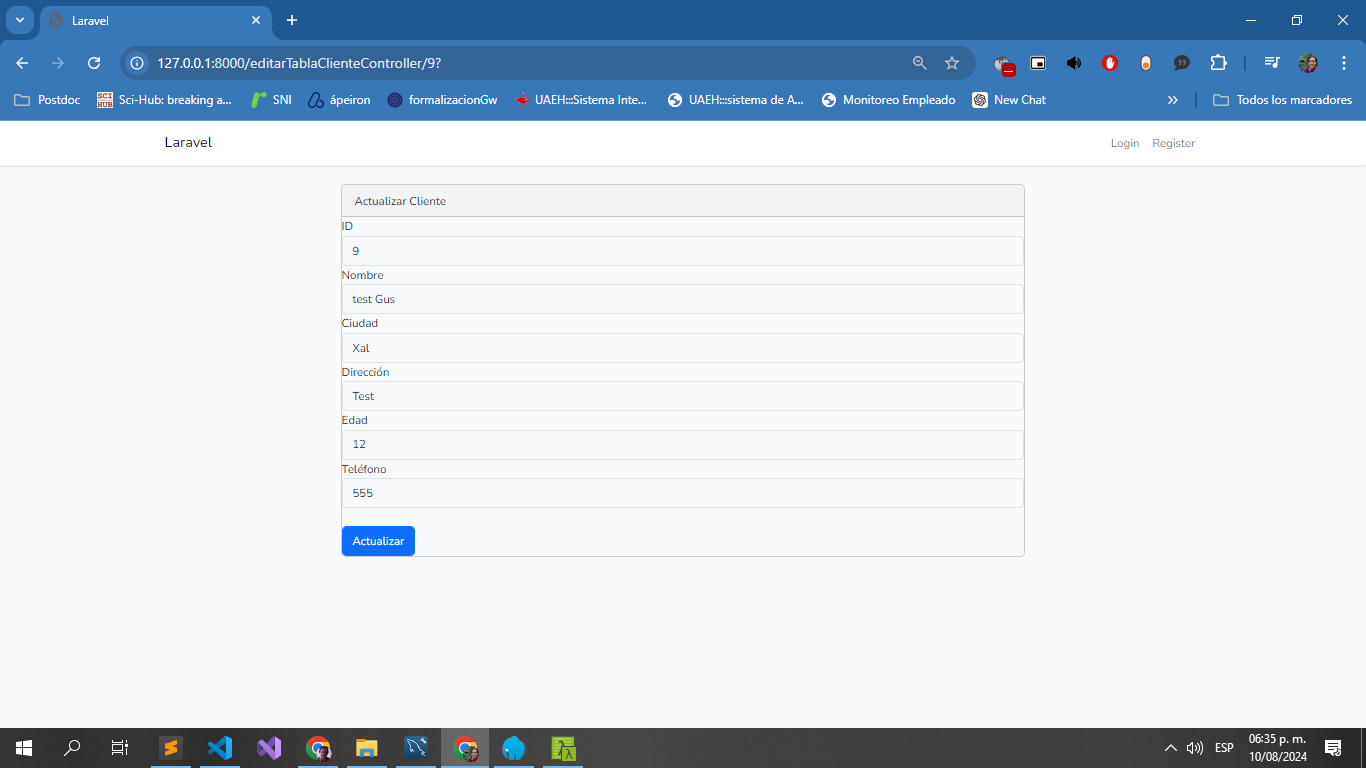 Laravel
127.0.0.1:8000/editarTablaClienteController/9?
Postdoc
SCI HUB
Sci-Hub: breaking a...
SNI
ápeiron
formalizacionGw
UAEH:::Sistema Inte...
UAEH:::sistema de A...
Monitoreo Empleado
New Chat
Todos los marcadores
Laravel
Login
Register
Actualizar Cliente
ID
9
Nombre
test Gus
Ciudad
Xal
Dirección
Test
Edad
12
Teléfono
555
Actualizar
ESP
06:35 p. m.
10/08/2024